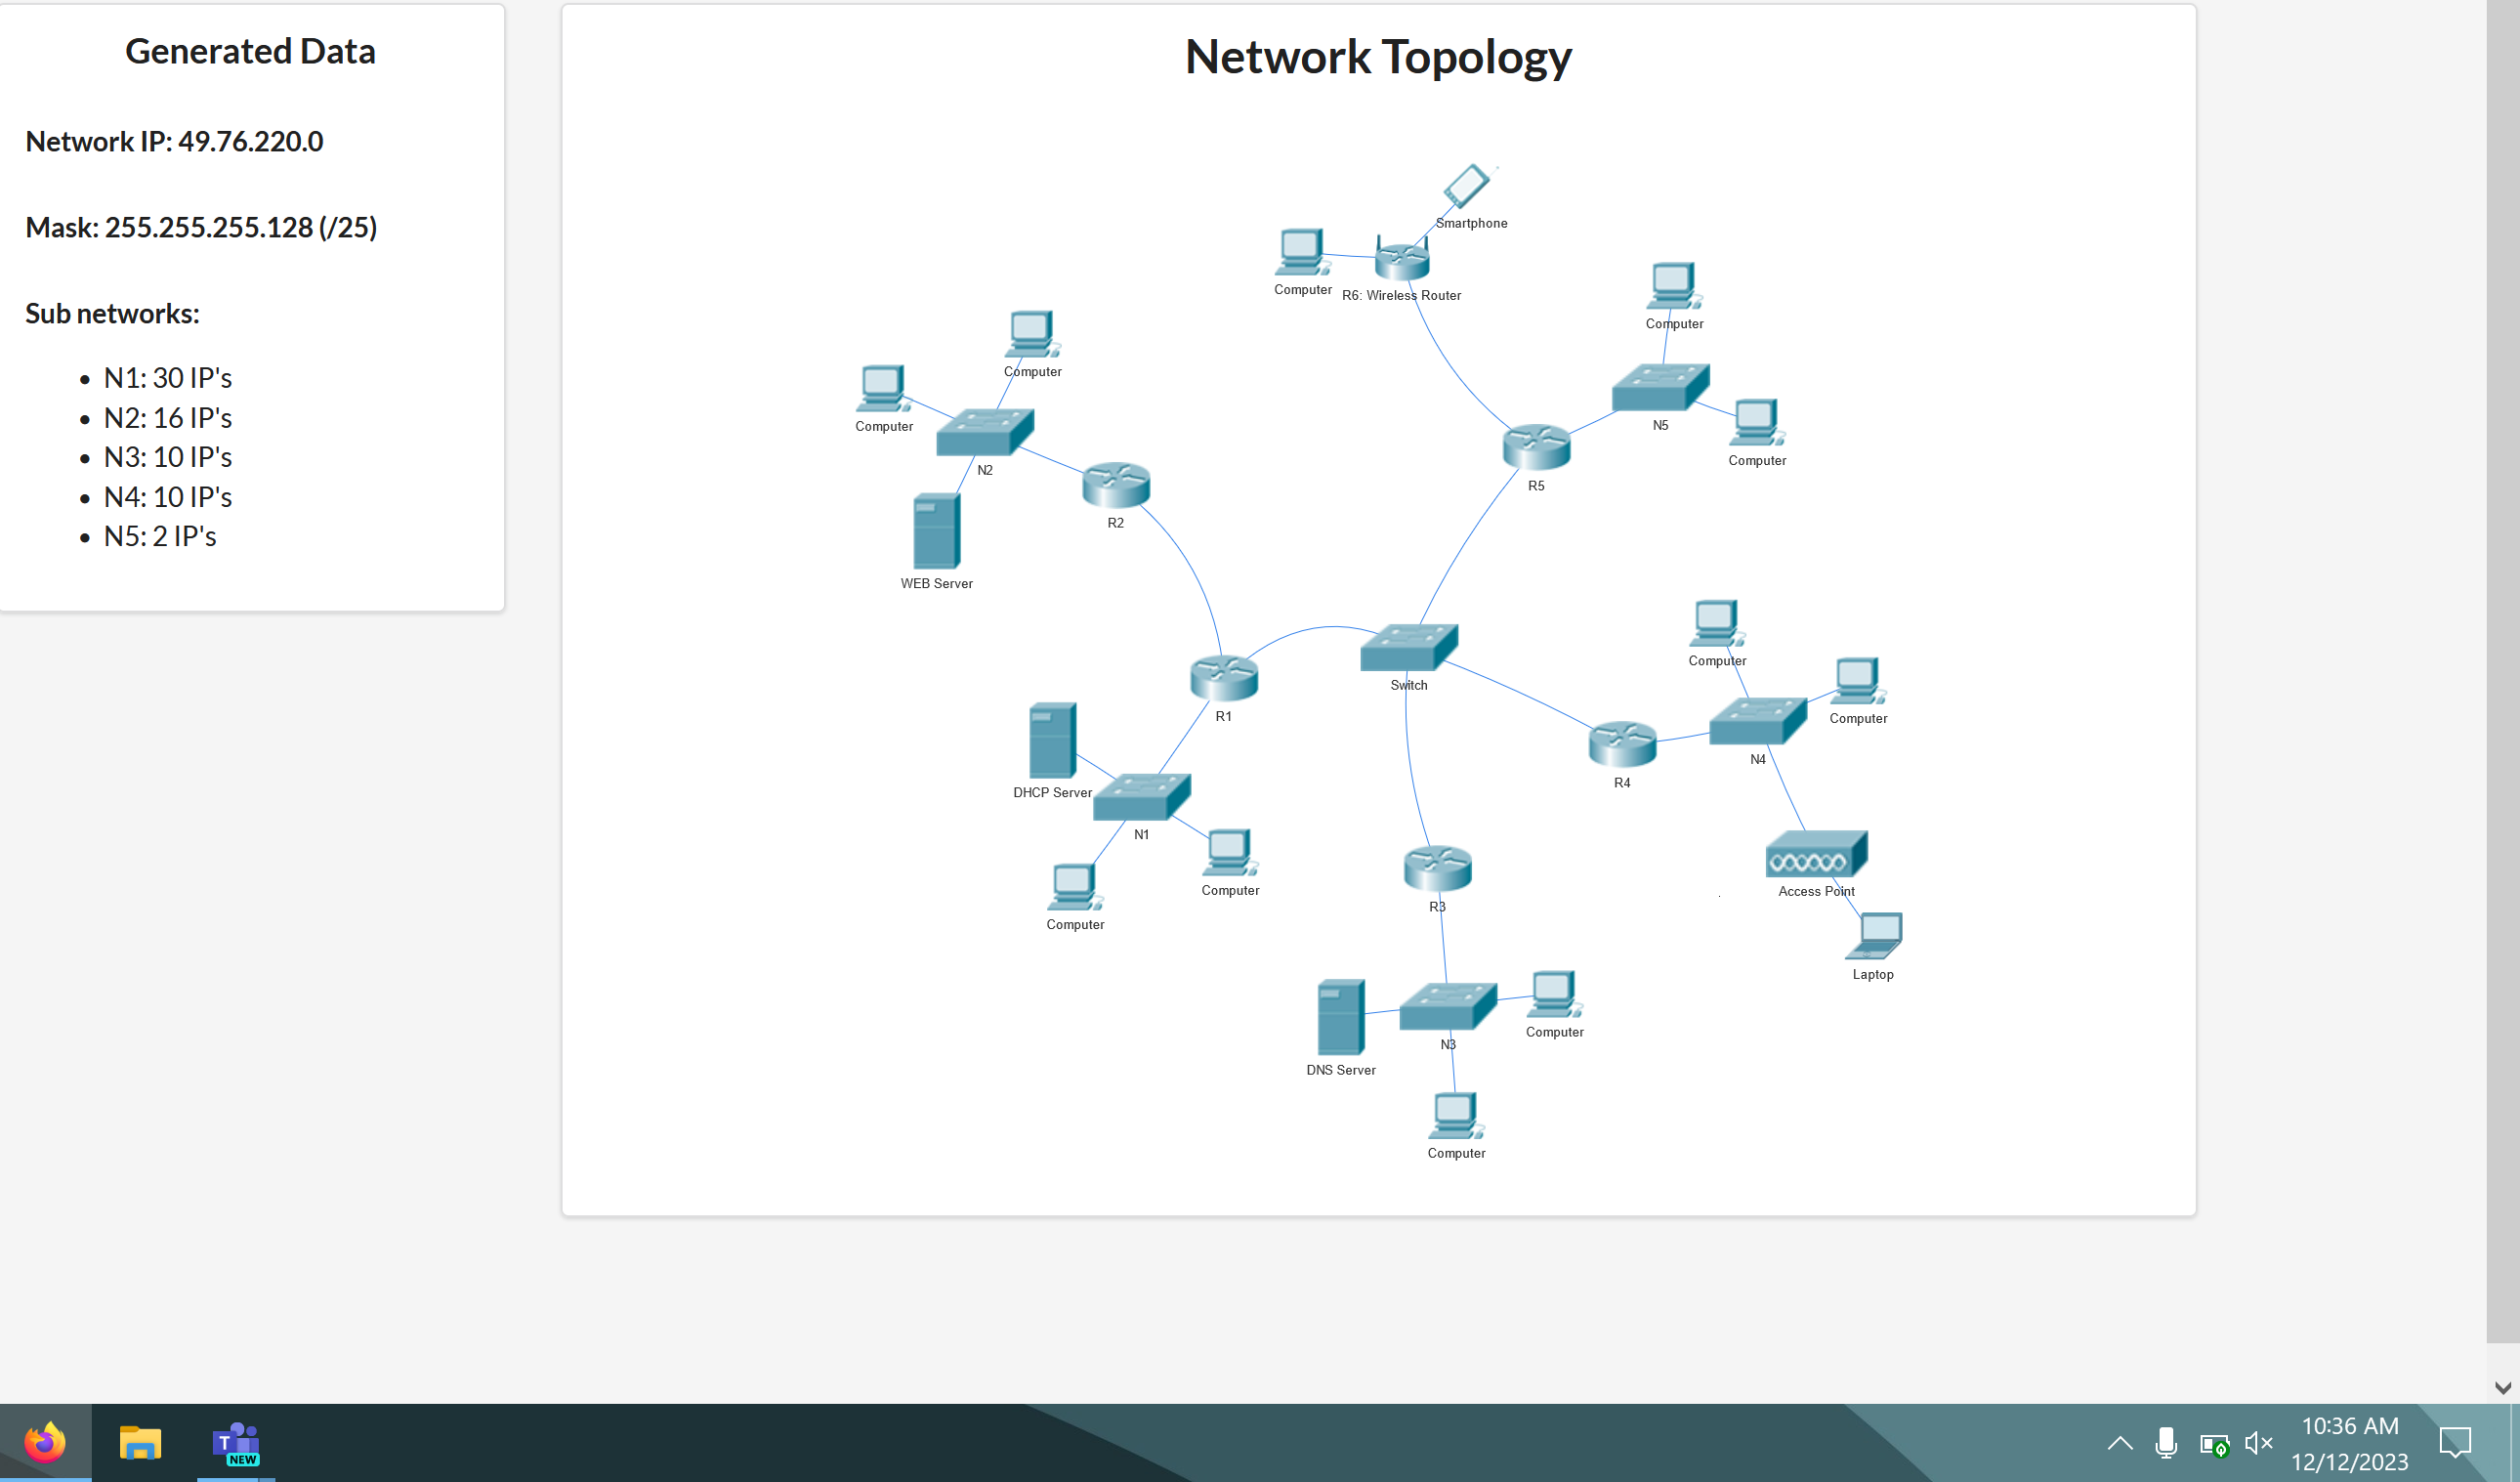 Generated Data
Network IP: 49.76.220.0
Mask: 255.255.255.128 (/25)
Sub networks:
N1: 30 IP's
N2: 16 IP's
N3: 10 IP's
N4: 10 IP's
N5: 2 IP's
Network Topology
Smartphone
Computer
R6: Wireless Router
Computer
Computer
Computer
N5
Computer
N2
R5
R2
WEB Server
Computer
Switch
R1
Computer
N4
R4
DHCP Server
N1
Computer
Access Point
R3
Computer
Laptop
Computer
N3
DNS Server
Computer
T
NEW
10:36 AM
12/12/2023